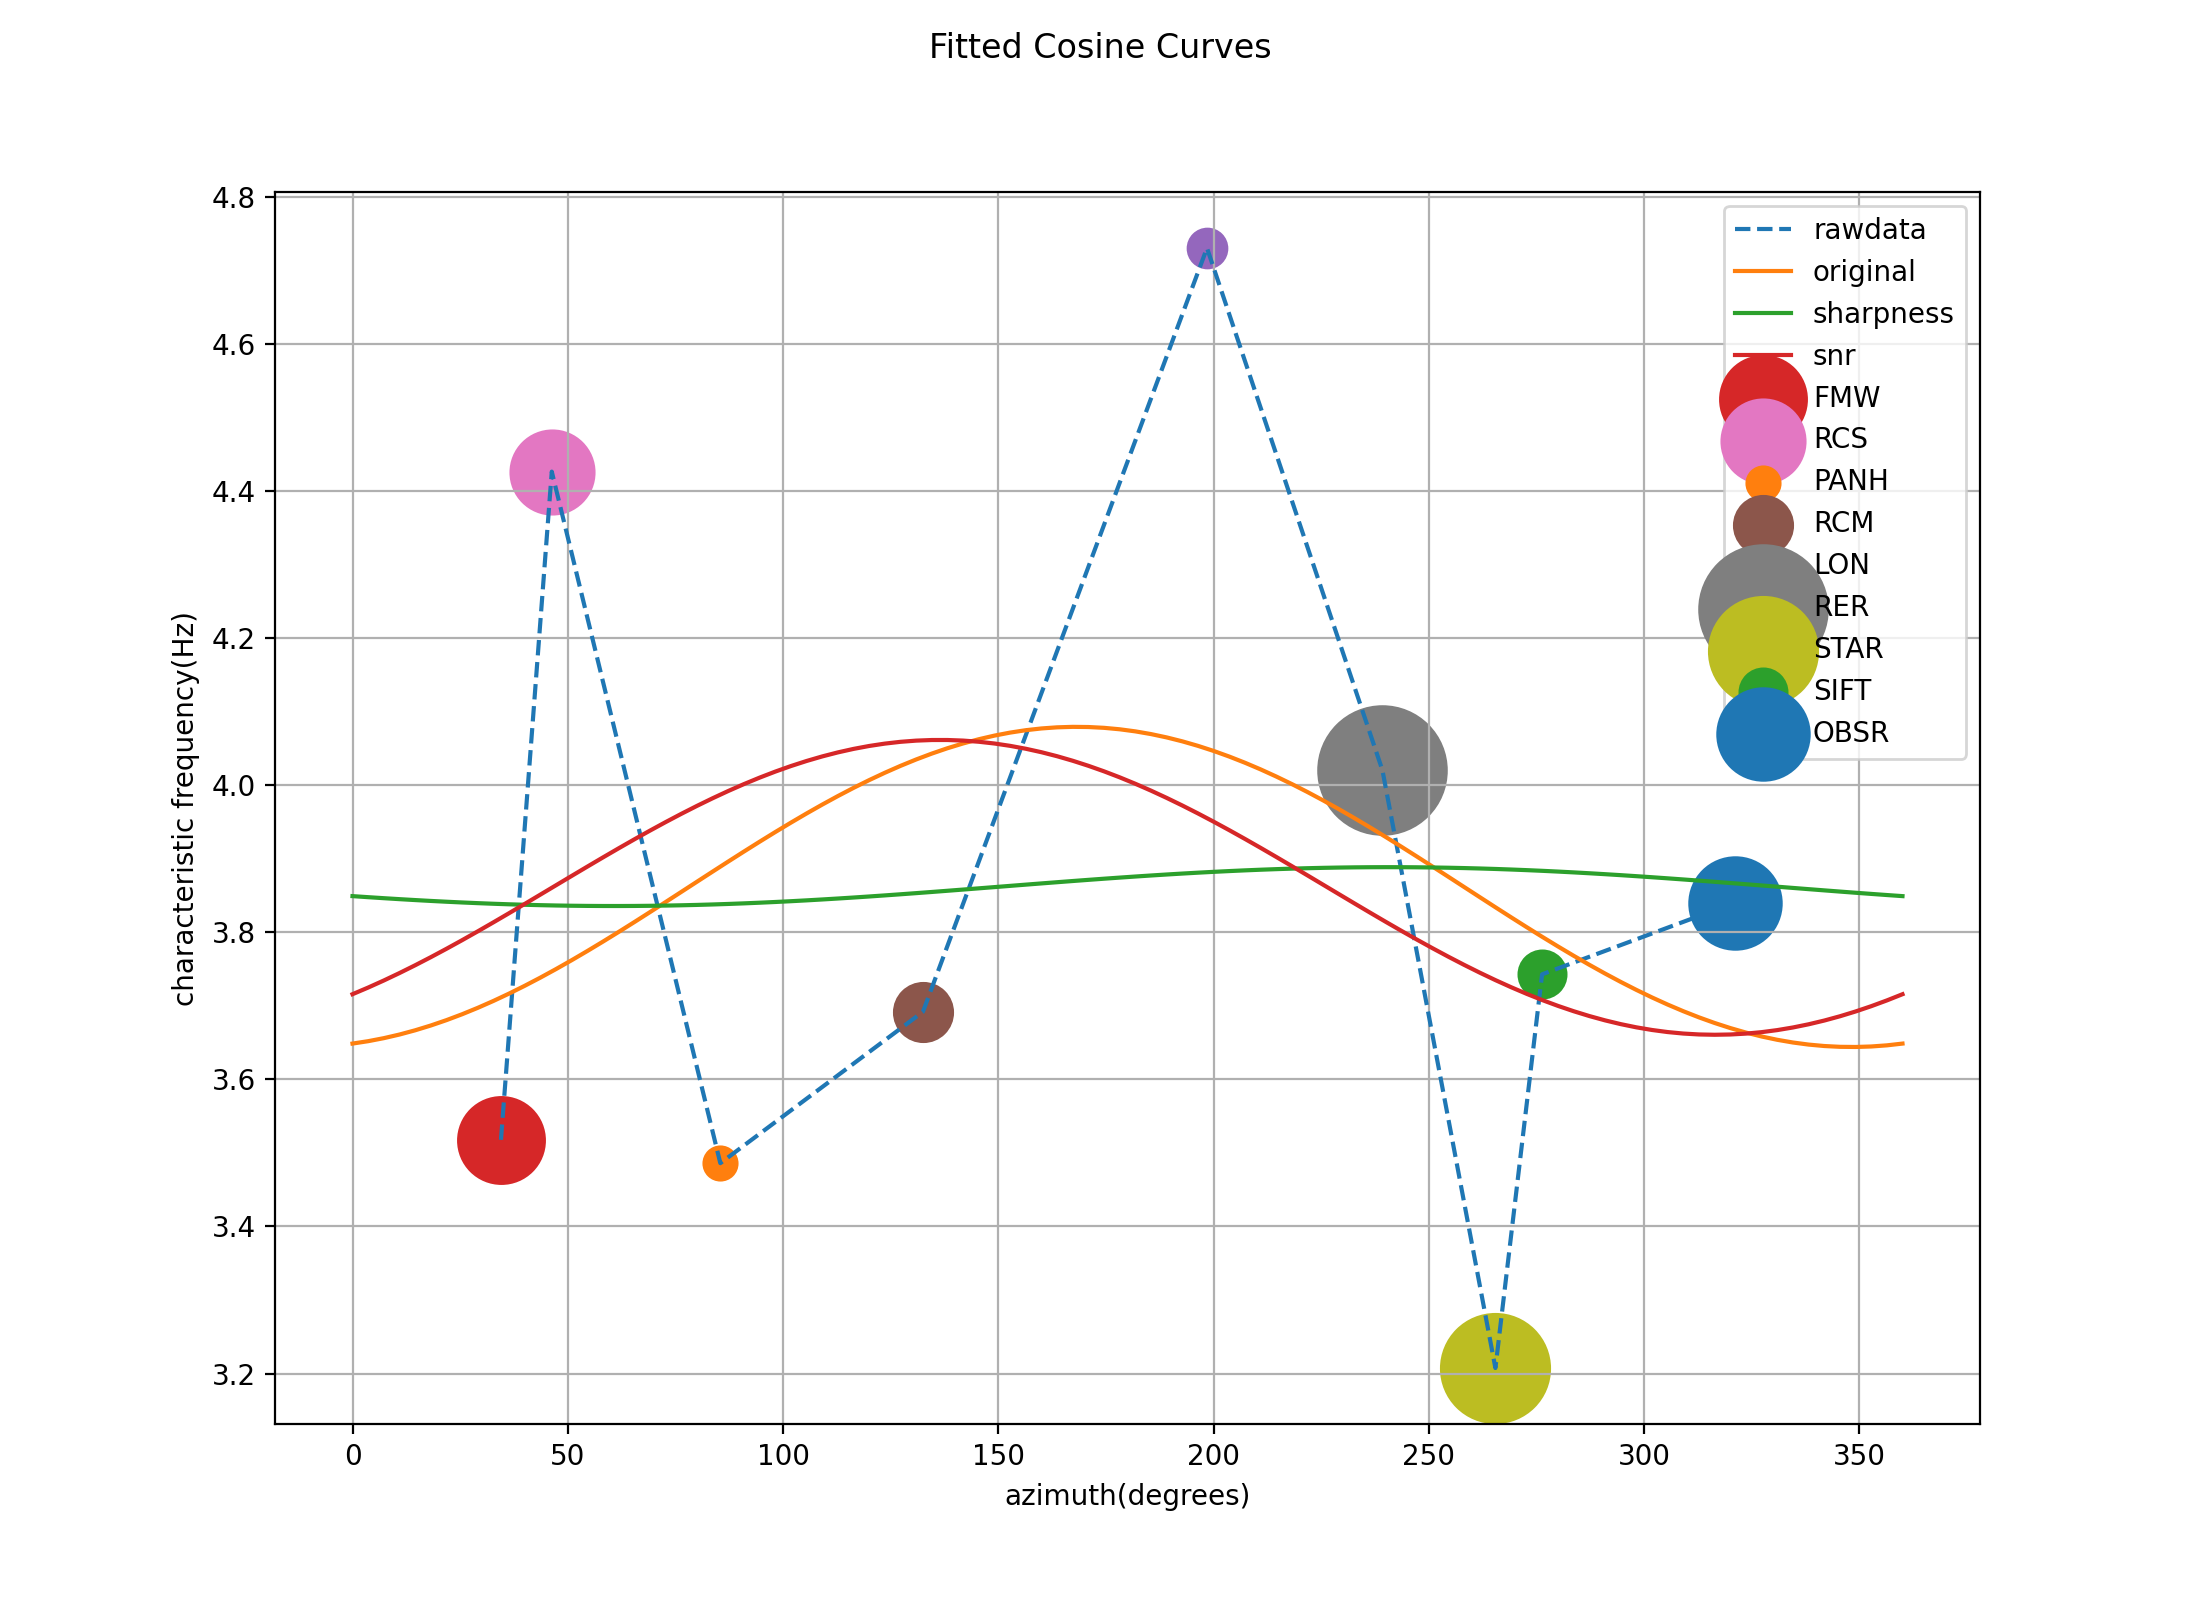 Fitted Cosine Curves
4.8
4.6
4.4
4.2
4.0
3.8
3.6
3.4
3.2
characteristic frequency(Hz)
rawdata
original
sharpness
snr
FMW
RCS
PANH
RCM
LON
RER
STAR
SIFT
OBSR
0 50 100 150 200 250 300 350
azimuth(degrees)